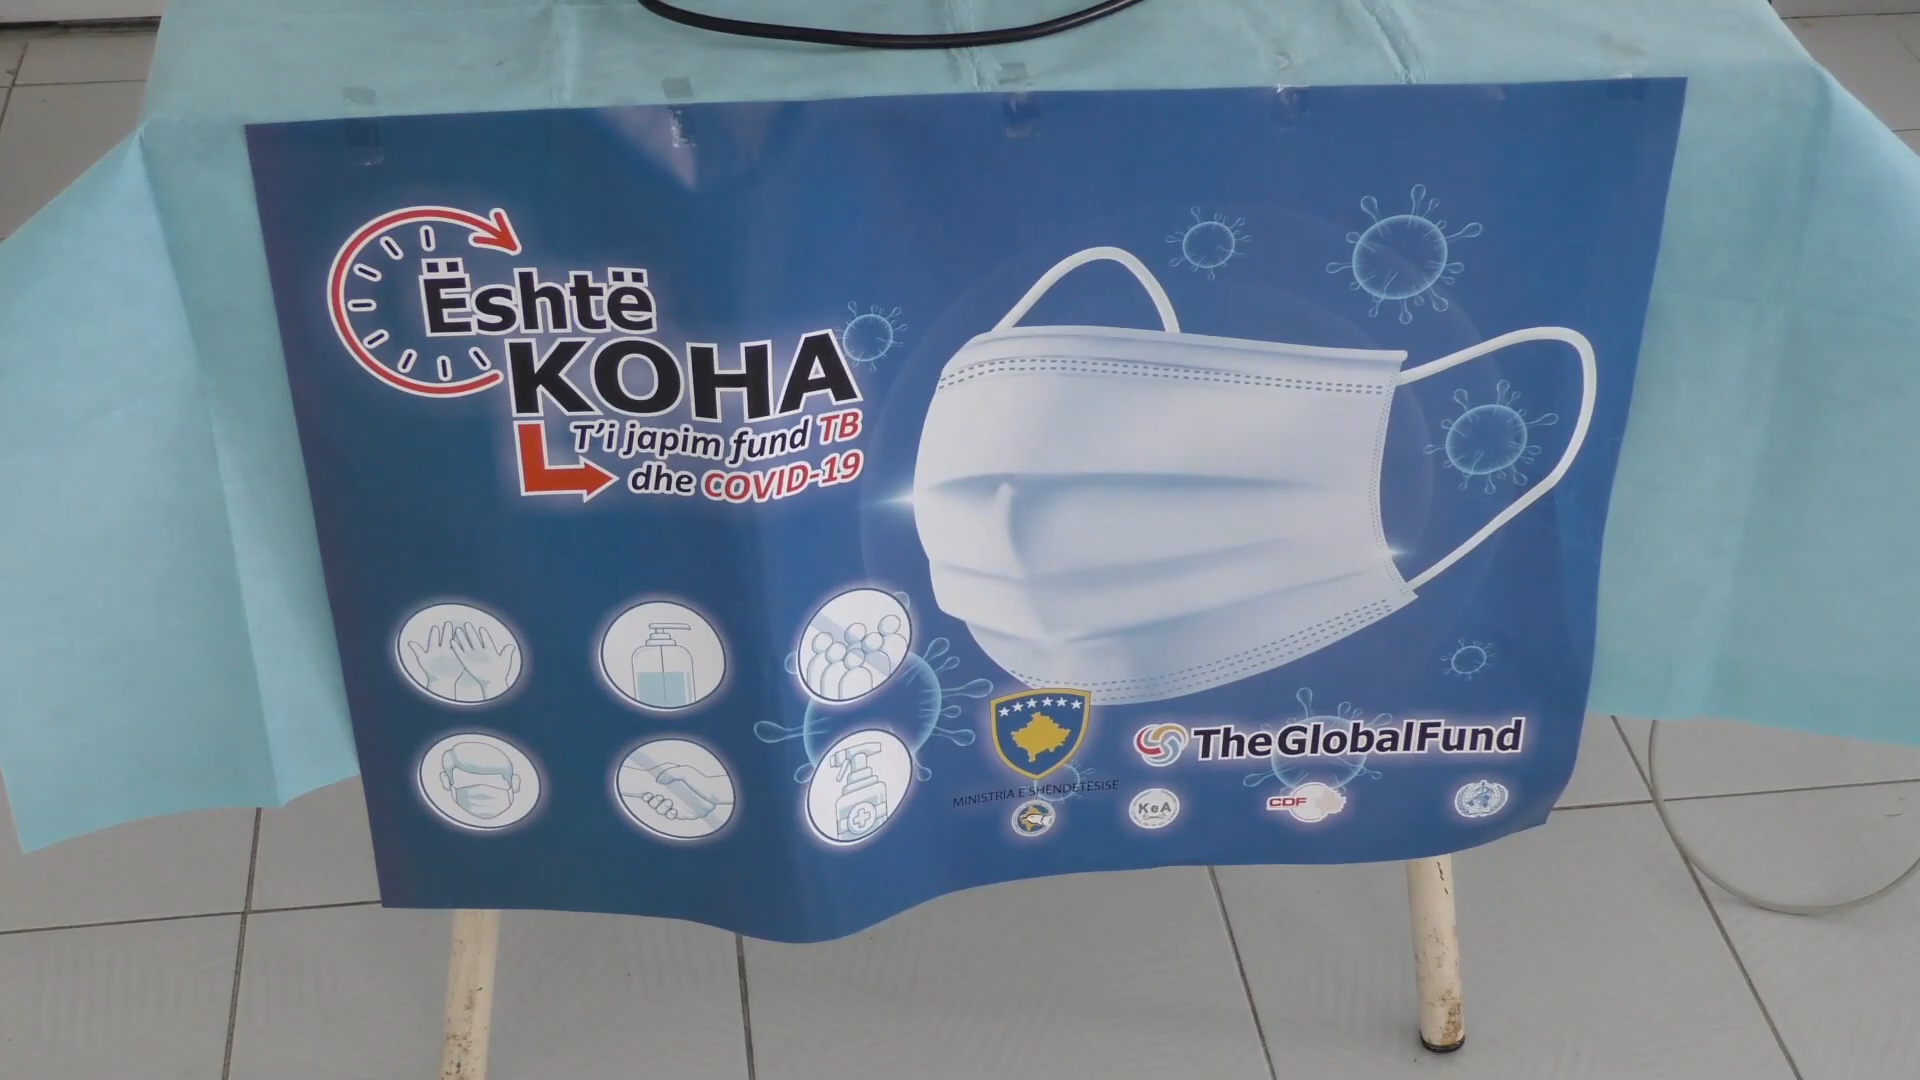 Është
KOHA
T'i japim fund TB
dhe COVID-19
TheGlobalFund
MINISTRIA E SHËNDETËSISË
KeA
CDF